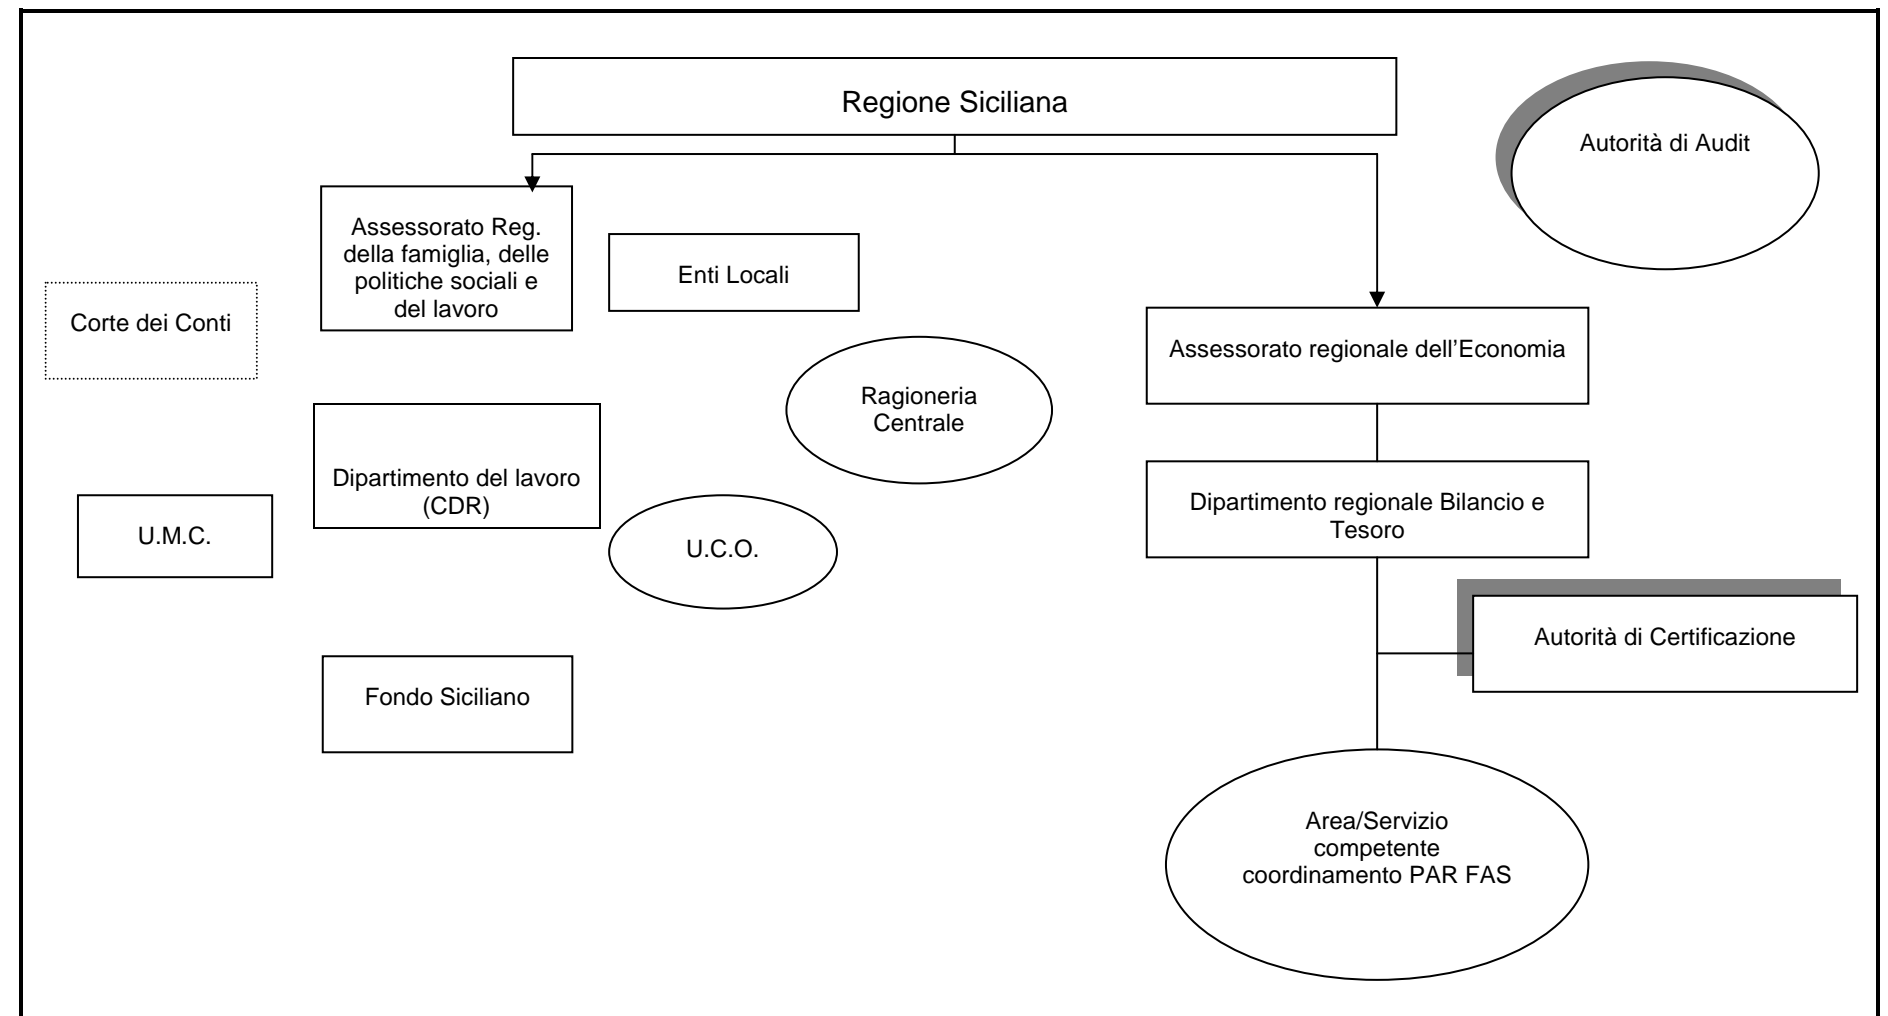 Regione Siciliana
Autorità di Audit
Assessorato Reg.
della famiglia, delle
politiche sociali e
del lavoro
Enti Locali
Corte dei Conti
Assessorato regionale dell’Economia
Ragioneria
Centrale
Dipartimento del lavoro
(CDR)
Dipartimento regionale Bilancio e
Tesoro
U.M.C.
U.C.O.
Autorità di Certificazione
Fondo Siciliano
Area/Servizio
competente
coordinamento PAR FAS